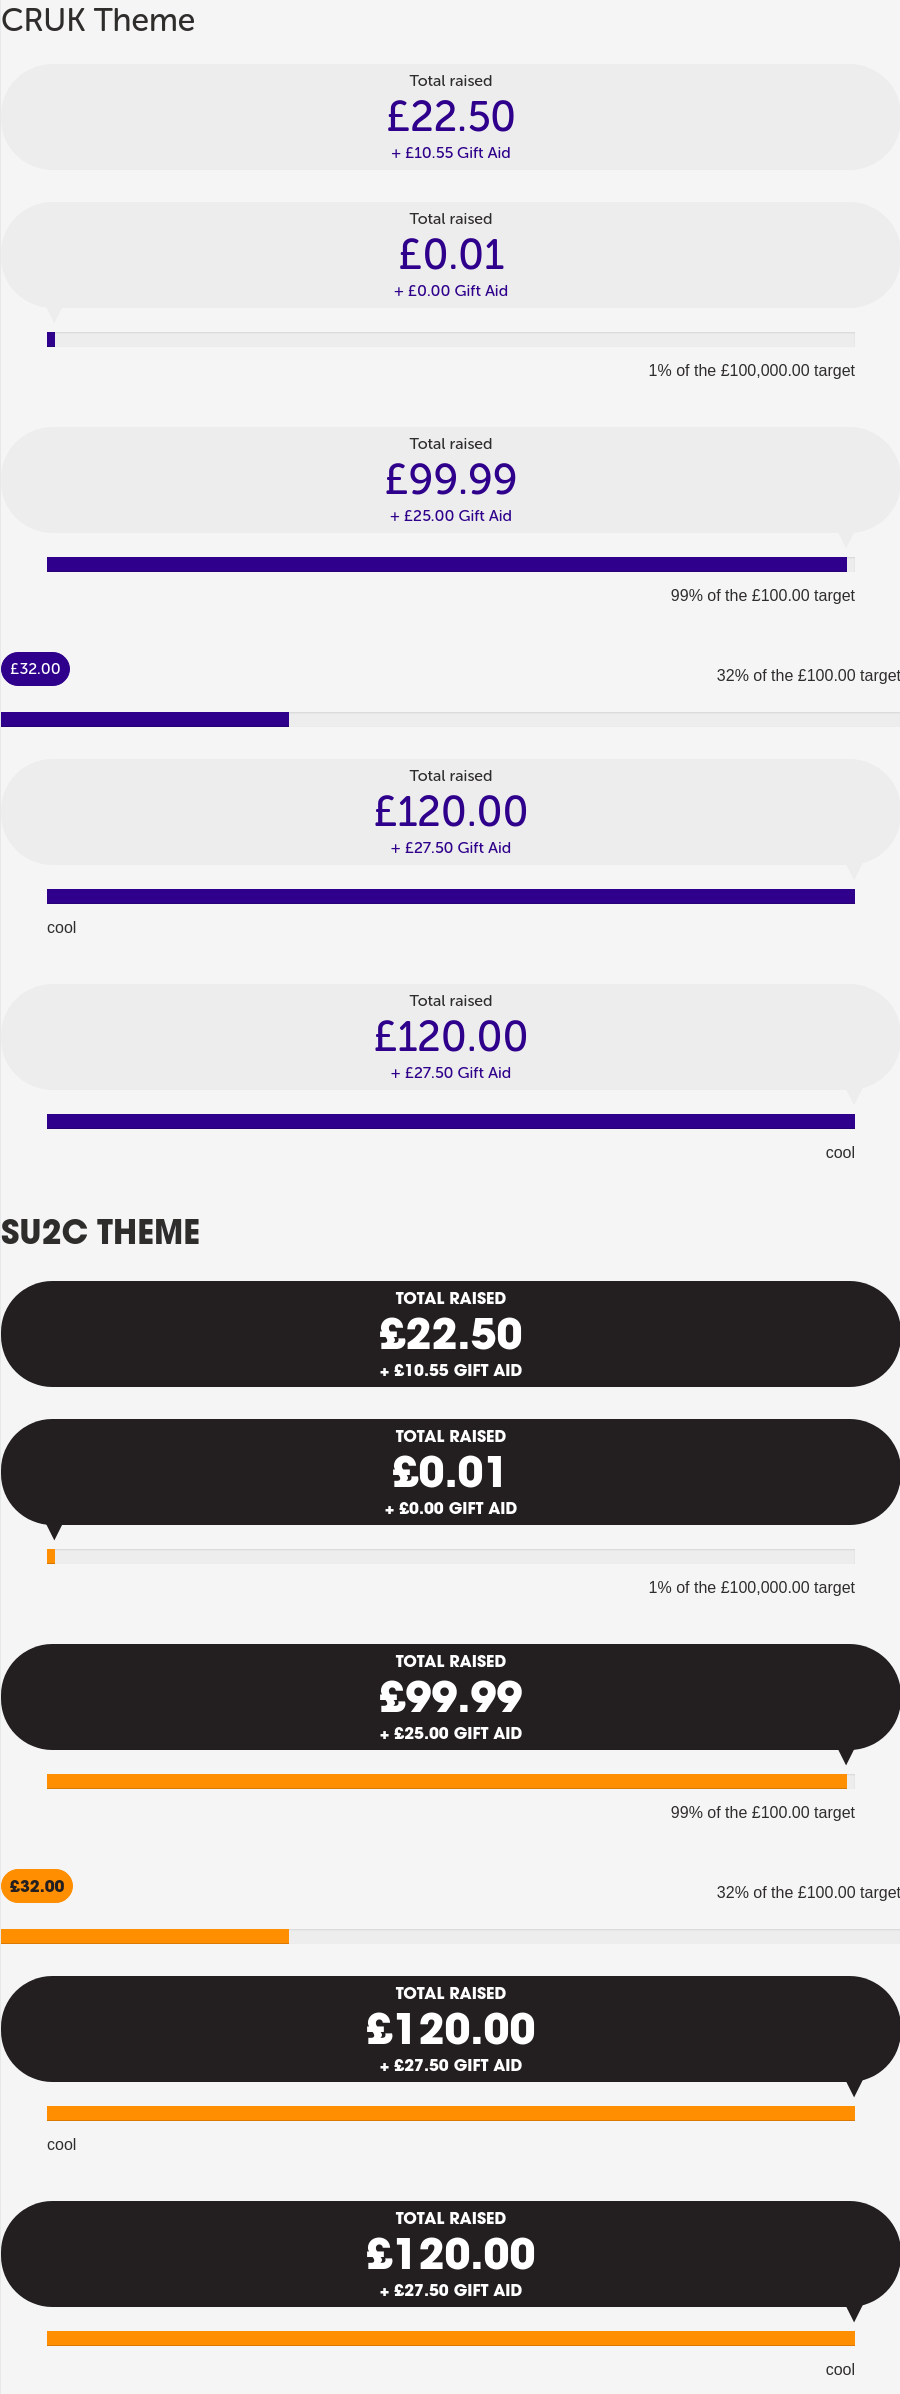 CRUK Theme
Total raised
£22.50
+ £10.55 Gift Aid
Total raised
£0.01
+ £0.00 Gift Aid
1% of the £100,000.00 target
Total raised
£99.99
+ £25.00 Gift Aid
99% of the £100.00 target
£32.00
32% of the £100.00 target
Total raised
£120.00
+ £27.50 Gift Aid
cool
Total raised
£120.00
+ £27.50 Gift Aid
cool
SU2C THEME
TOTAL RAISED
£22.50
+ £10.55 GIFT AID
TOTAL RAISED
£0.01
+ £0.00 GIFT AID
1% of the £100,000.00 target
TOTAL RAISED
£99.99
+ £25.00 GIFT AID
99% of the £100.00 target
£32.00
32% of the £100.00 target
TOTAL RAISED
£120.00
+ £27.50 GIFT AID
cool
TOTAL RAISED
£120.00
+ £27.50 GIFT AID
cool